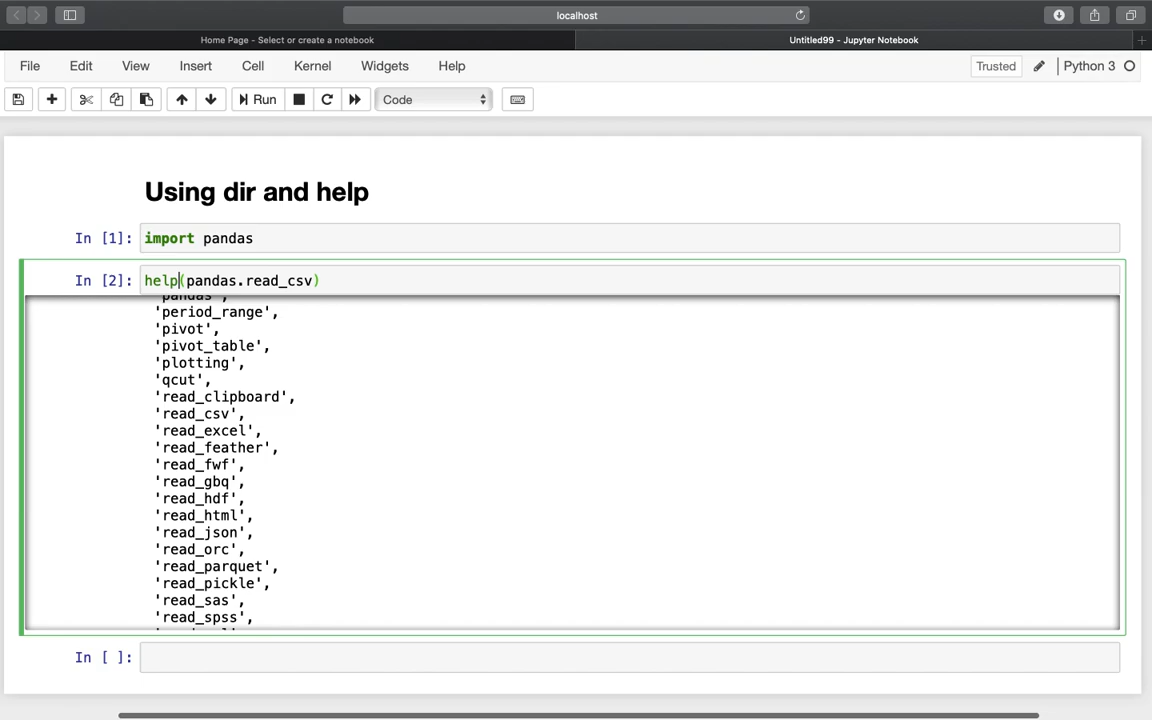 localhost
Home Page - Select or create a notebook
Untitled99 - Jupyter Notebook
File Edit View Insert Cell Kernel Widgets Help Trusted Python 3
Run Code
Using dir and help
In [1]: import pandas
In [2]: help(pandas.read_csv)
'pandas',
'period_range',
'pivot',
'pivot_table',
'plotting',
'qcut',
'read_clipboard',
'read_csv',
'read_excel',
'read_feather',
'read_fwf',
'read_gbq',
'read_hdf',
'read_html',
'read_json',
'read_orc',
'read_parquet',
'read_pickle',
'read_sas',
'read_spss',
In [ ]: